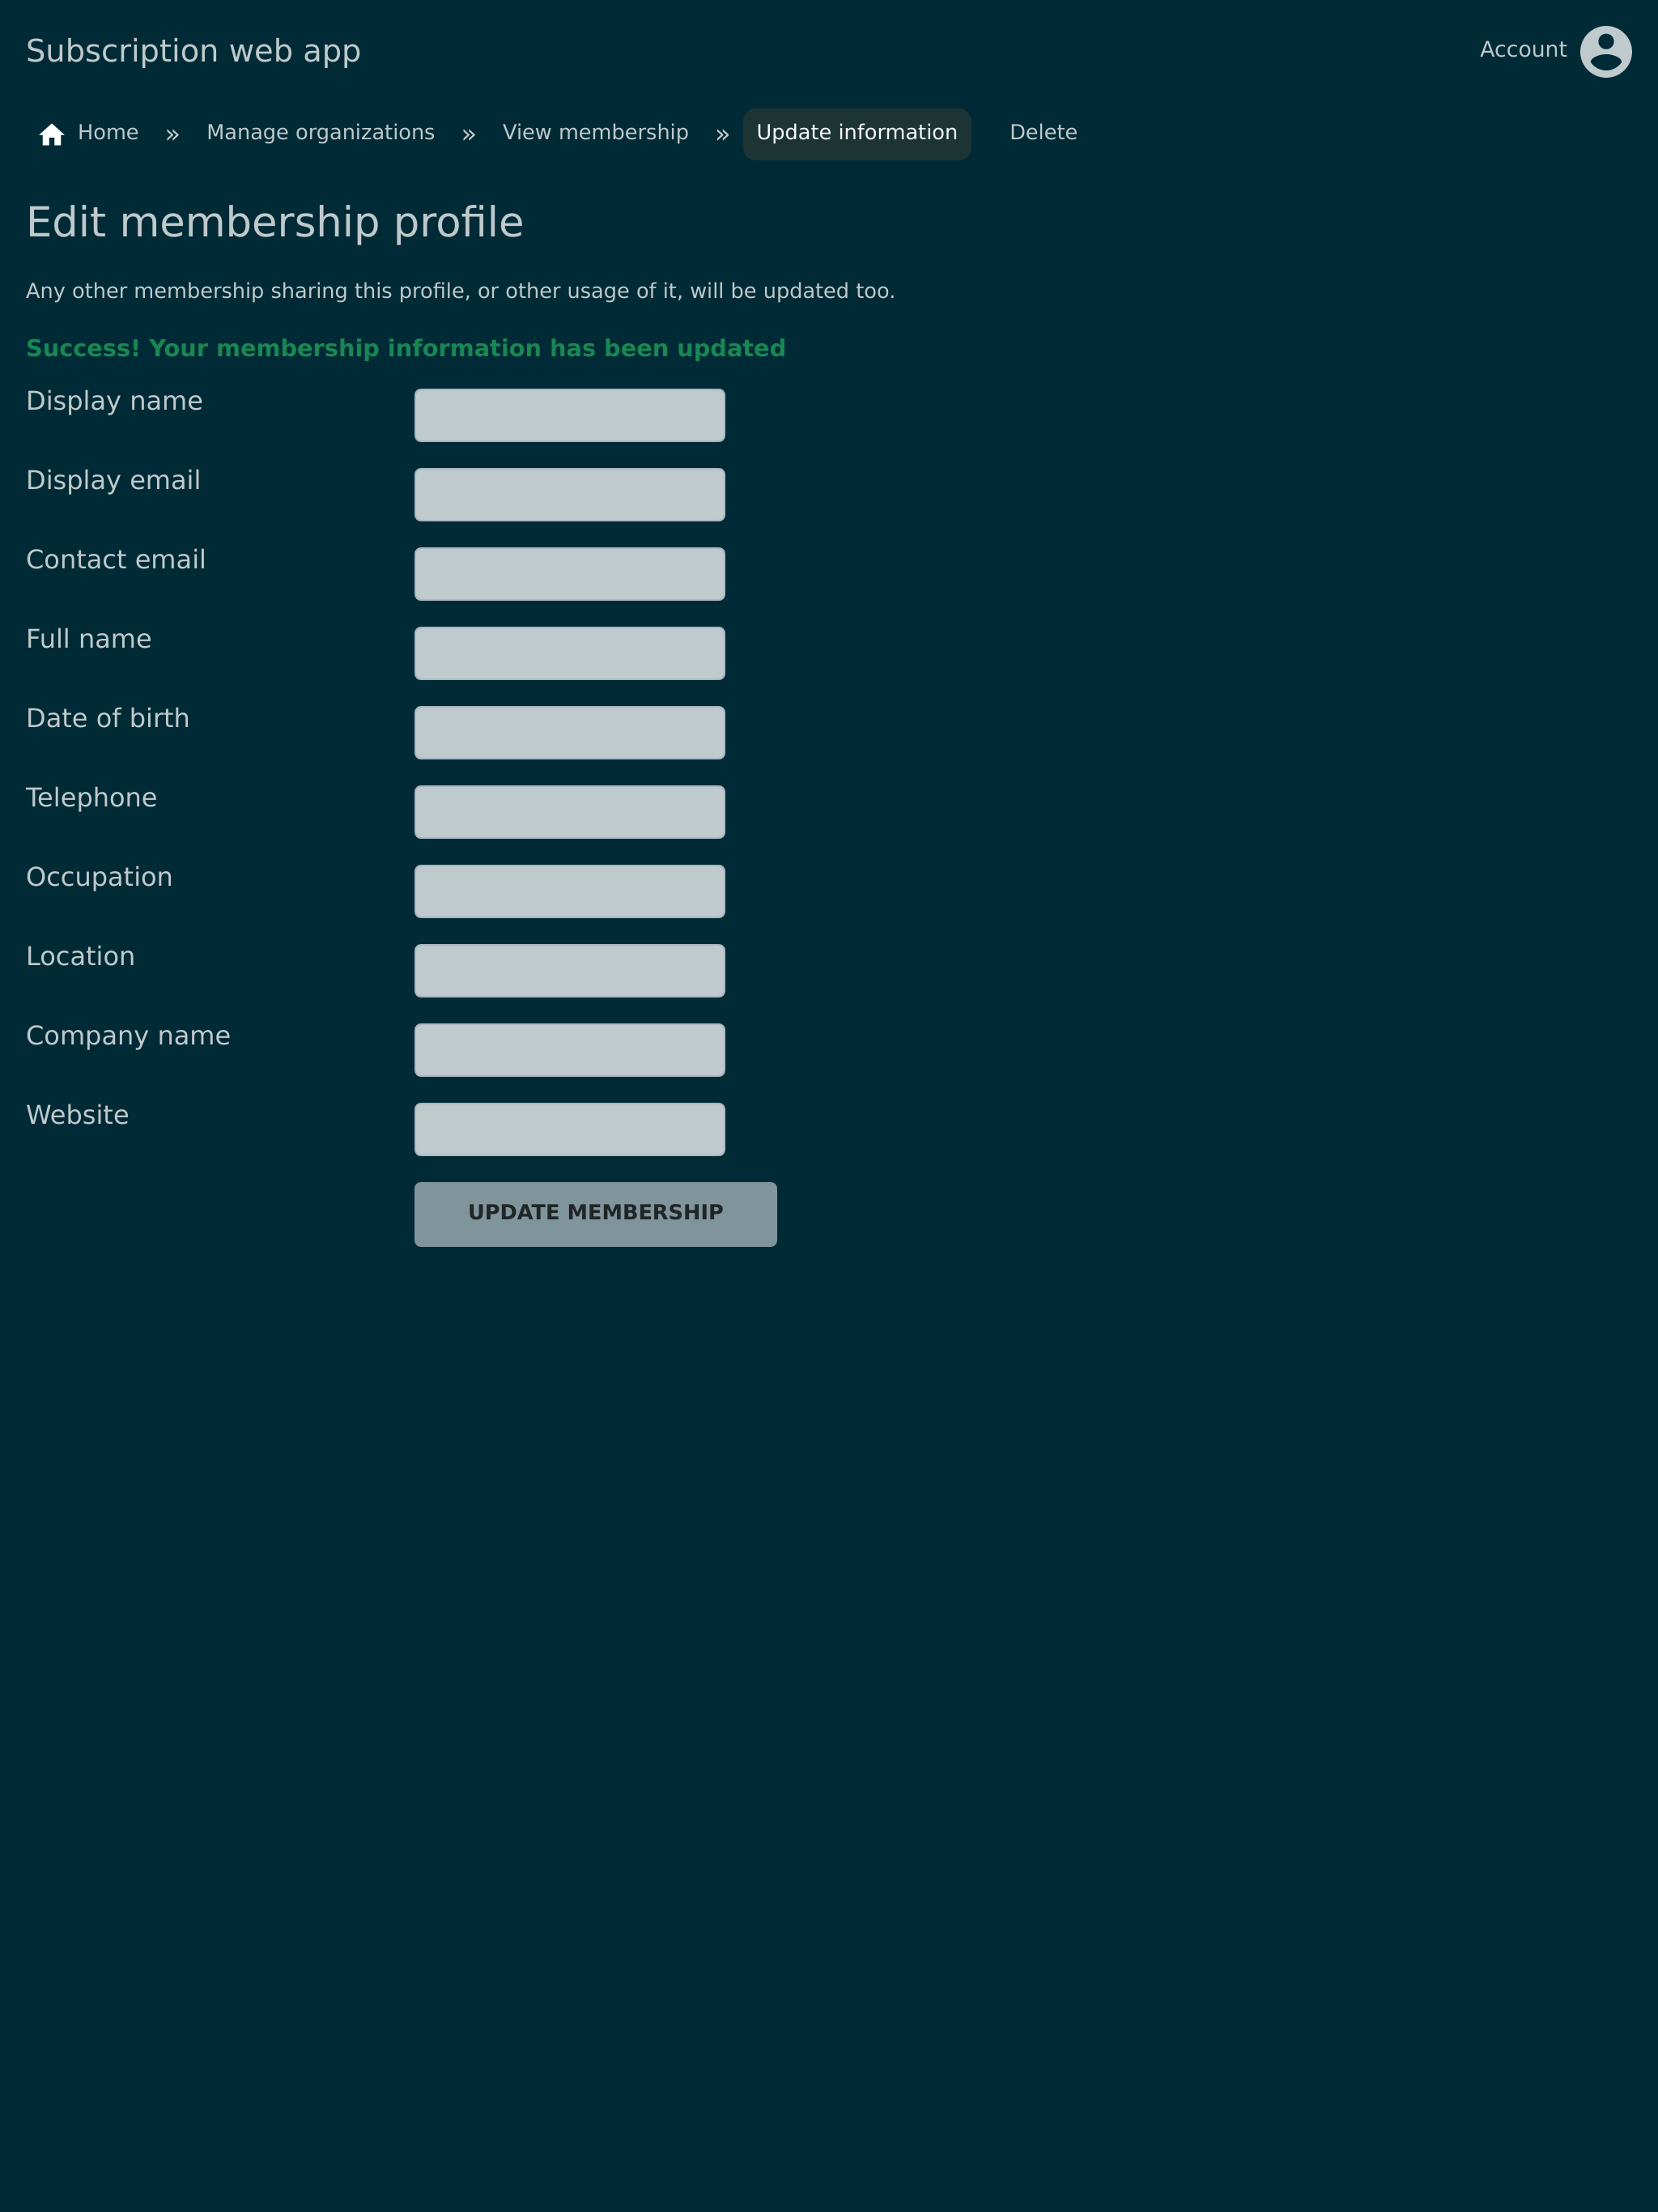 Subscription web app
Account
Home » Manage organizations » View membership » Update information Delete
Edit membership profile
Any other membership sharing this profile, or other usage of it, will be updated too.
Success! Your membership information has been updated
Display name
Display email
Contact email
Full name
Date of birth
Telephone
Occupation
Location
Company name
Website
UPDATE MEMBERSHIP